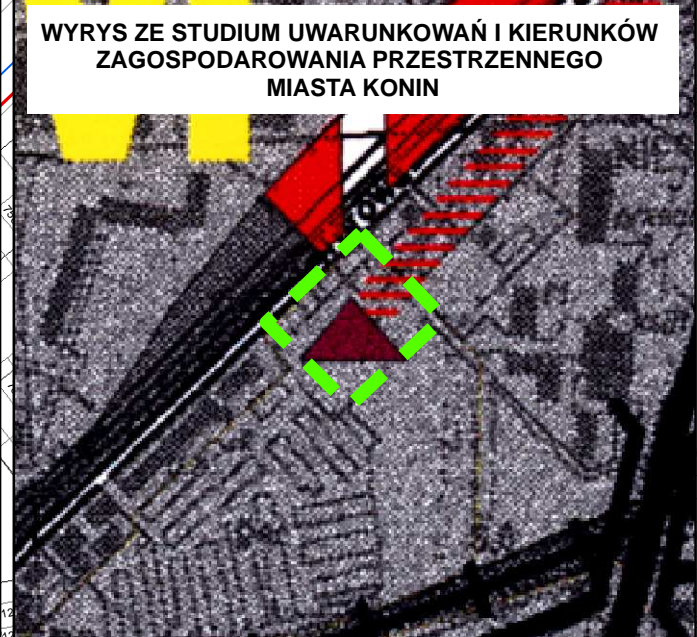 WYRYS ZE STUDIUM UWARUNKOWAŃ I KIERUNKÓW
ZAGOSPODAROWANIA PRZESTRZENNEGO
MIASTA KONIN